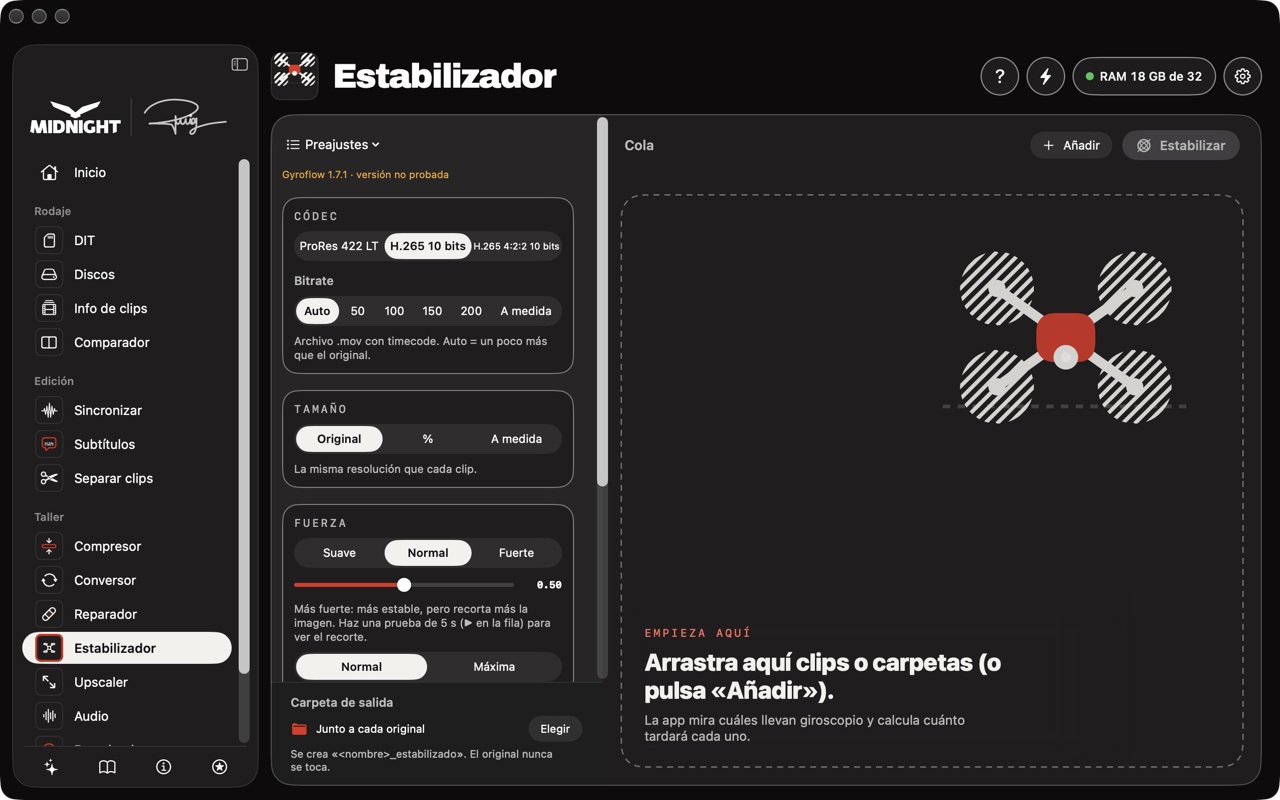 MIDNIGHT
Puig
Inicio
Rodaje
DIT
Discos
Info de clips
Comparador
Edición
Sincronizar
Subtítulos
Separar clips
Taller
Compresor
Conversor
Reparador
Estabilizador
Upscaler
Audio
Estabilizador
?
RAM 18 GB de 32
Preajustes
Gyroflow 1.7.1 · versión no probada
CÓDEC
ProRes 422 LT H.265 10 bits H.265 4:2:2 10 bits
Bitrate
Auto 50 100 150 200 A medida
Archivo .mov con timecode. Auto = un poco más
que el original.
TAMAÑO
Original % A medida
La misma resolución que cada clip.
FUERZA
Suave Normal Fuerte
0.50
Más fuerte: más estable, pero recorta más la
imagen. Haz una prueba de 5 s (▶ en la fila) para
ver el recorte.
Normal Máxima
Carpeta de salida
Junto a cada original Elegir
Se crea «<nombre>_estabilizado». El original nunca
se toca.
Cola
+ Añadir Estabilizar
EMPIEZA AQUÍ
Arrastra aquí clips o carpetas (o
pulsa «Añadir»).
La app mira cuáles llevan giroscopio y calcula cuánto
tardará cada uno.